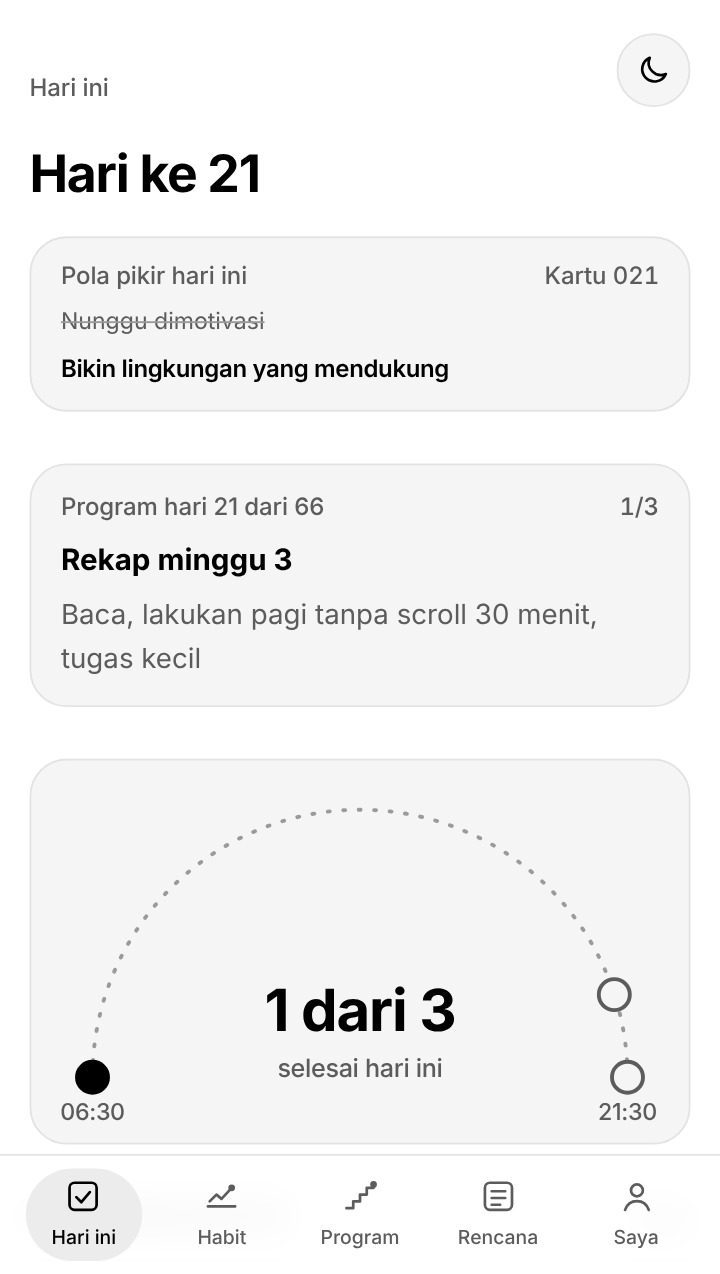 Hari ini
Hari ke 21
Pola pikir hari ini
Kartu 021
Nunggu dimotivasi
Bikin lingkungan yang mendukung
Program hari 21 dari 66
1/3
Rekap minggu 3
Baca, lakukan pagi tanpa scroll 30 menit,
tugas kecil
1 dari 3
selesai hari ini
06:30
21:30
Hari ini
Habit
Program
Rencana
Saya